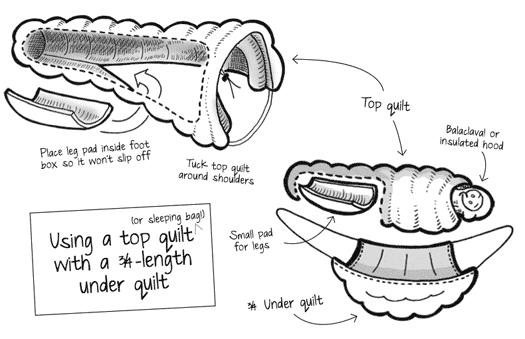 Top quilt
Balaclava! or
insulated hood
Place leg pad inside foot
box so it won't slip off
Tuck top quilt
around shoulders
(or sleeping bag!)
Using a top quilt
with a ¾-length
under quilt
Small pad
for legs
¾ Under quilt